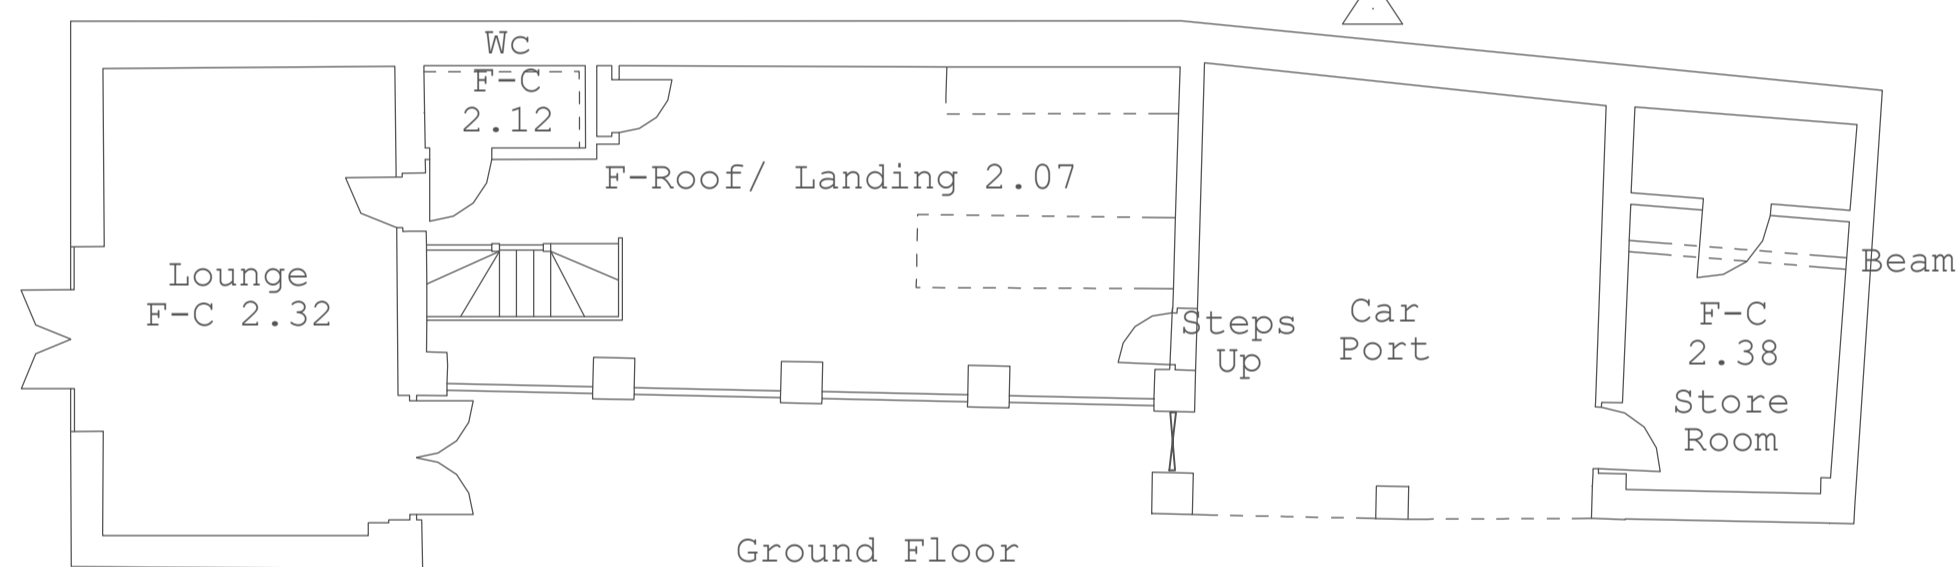 Wc
F-C
2.12
F-Roof/ Landing 2.07
Lounge
F-C 2.32
Steps
Up
Car
Port
Beam
F-C
2.38
Store
Room
Ground Floor